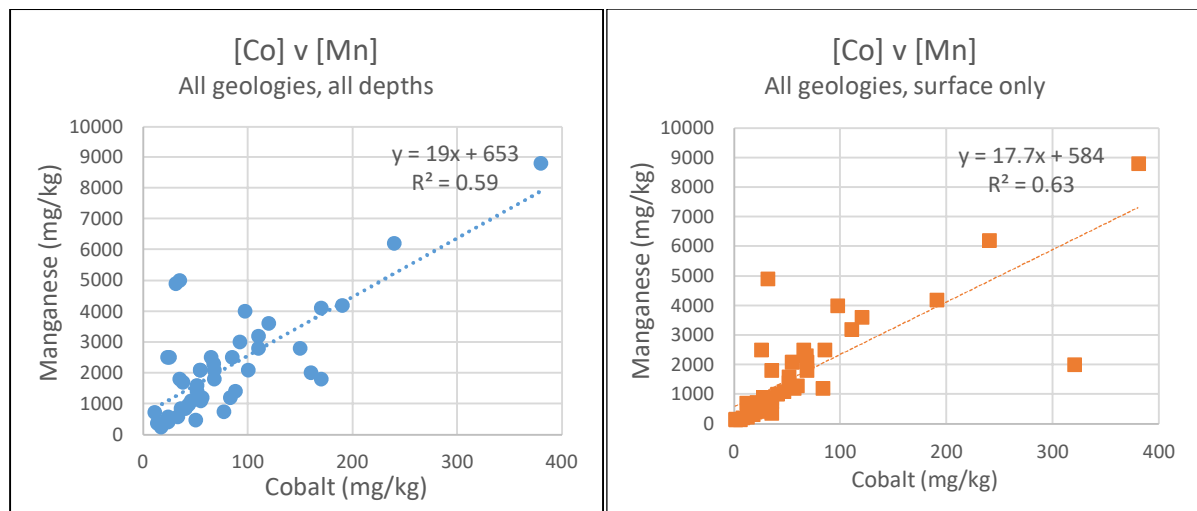 [Co] v [Mn]
All geologies, all depths
10000
9000
8000
7000
6000
5000
4000
3000
2000
1000
0
Manganese (mg/kg)
y = 19x + 653
R² = 0.59
0 100 200 300 400
Cobalt (mg/kg)
[Co] v [Mn]
All geologies, surface only
10000
9000
8000
7000
6000
5000
4000
3000
2000
1000
0
Manganese (mg/kg)
y = 17.7x + 584
R² = 0.63
0 100 200 300 400
Cobalt (mg/kg)